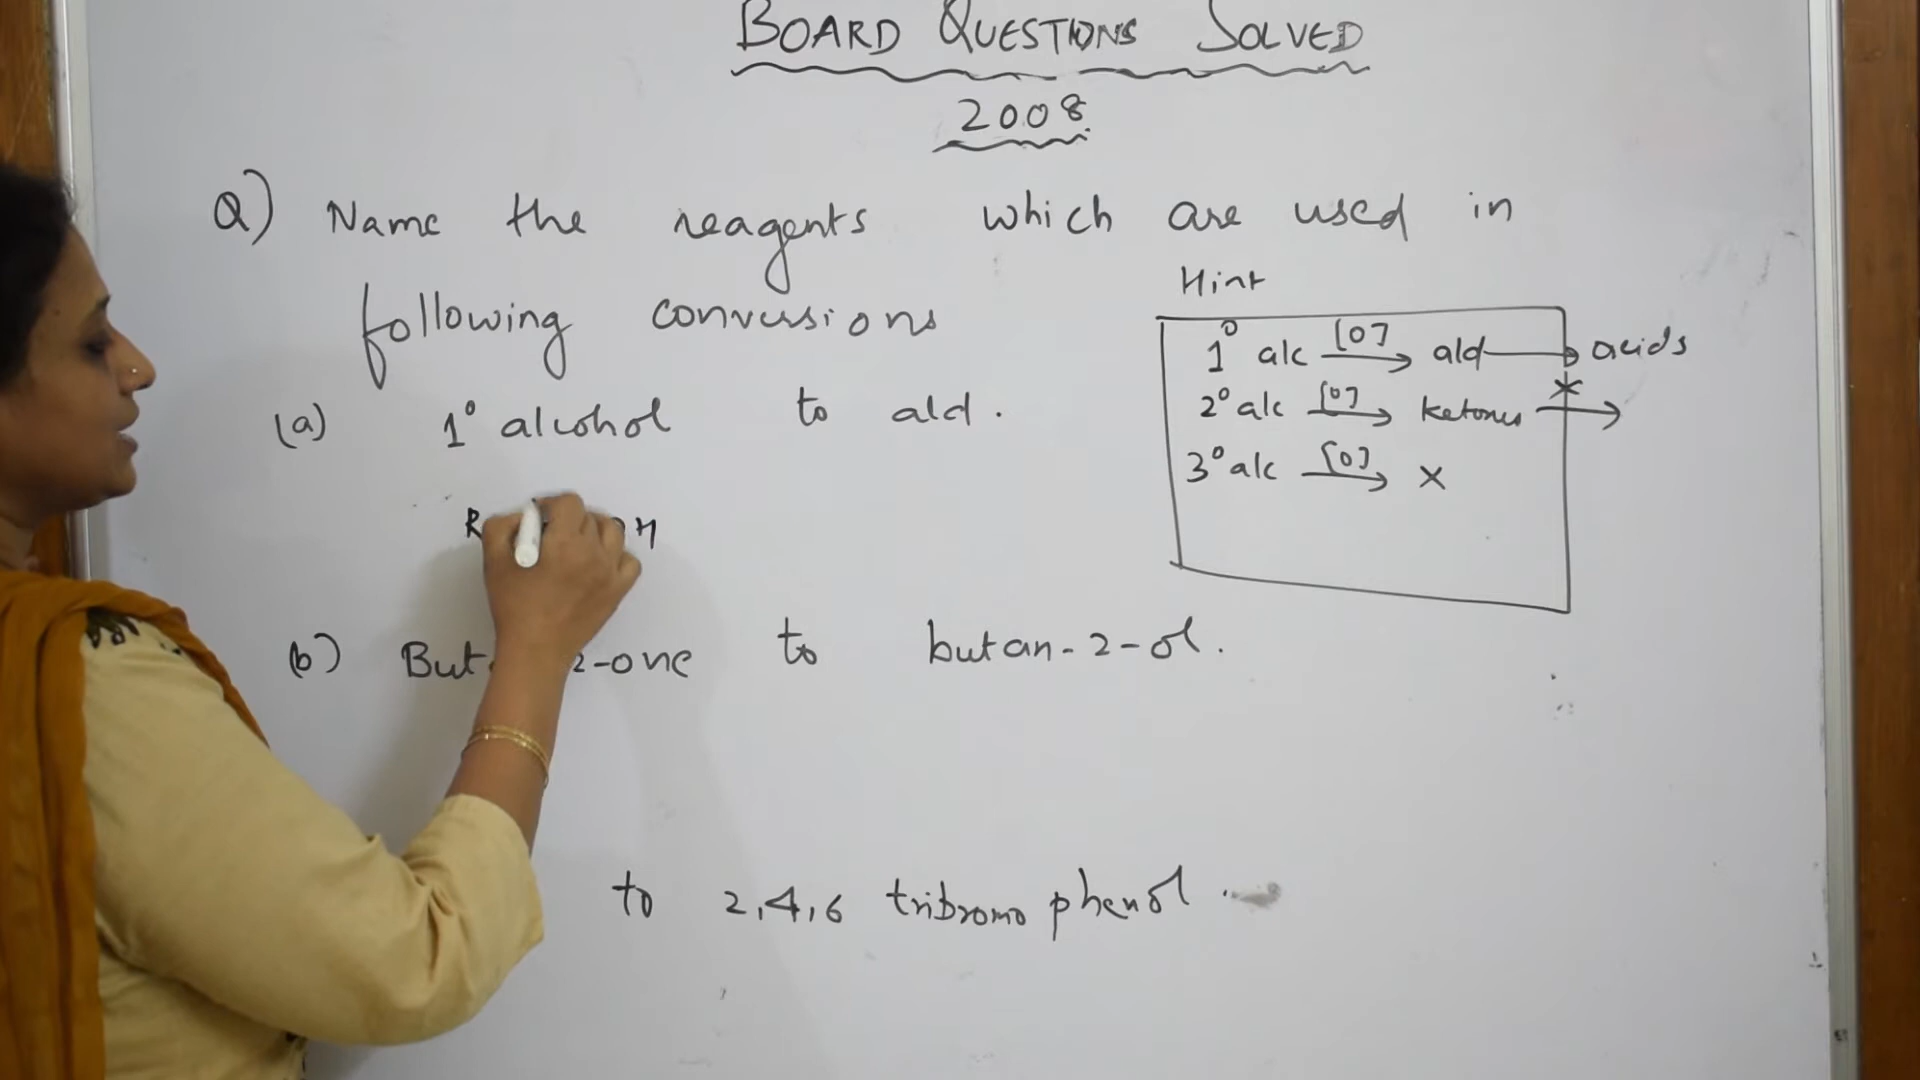 BOARD QUESTIONS SOLVED
2008
Q) Name the reagents which are used in
following conversions
Hint
1° alc [O] → ald → acids
2° alc [O] → ketones ×→
3° alc [O] → ×
(a) 1° alcohol to ald.
(b) 2-one to butan-2-ol.
to 2,4,6 tribromo phenol.